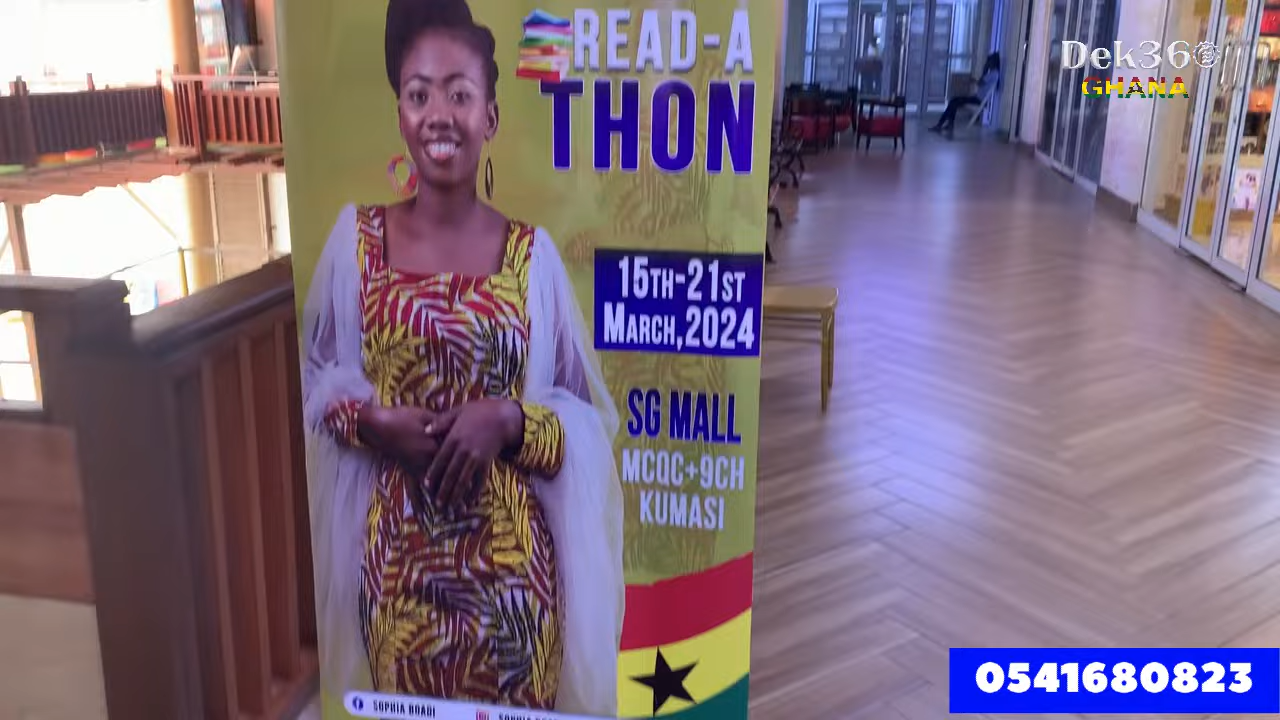 READ-A
THON
15TH-21ST
MARCH,2024
SG MALL
MCQC+9CH
KUMASI
SOPHIA BOADI
Dek360
GHANA
0541680823